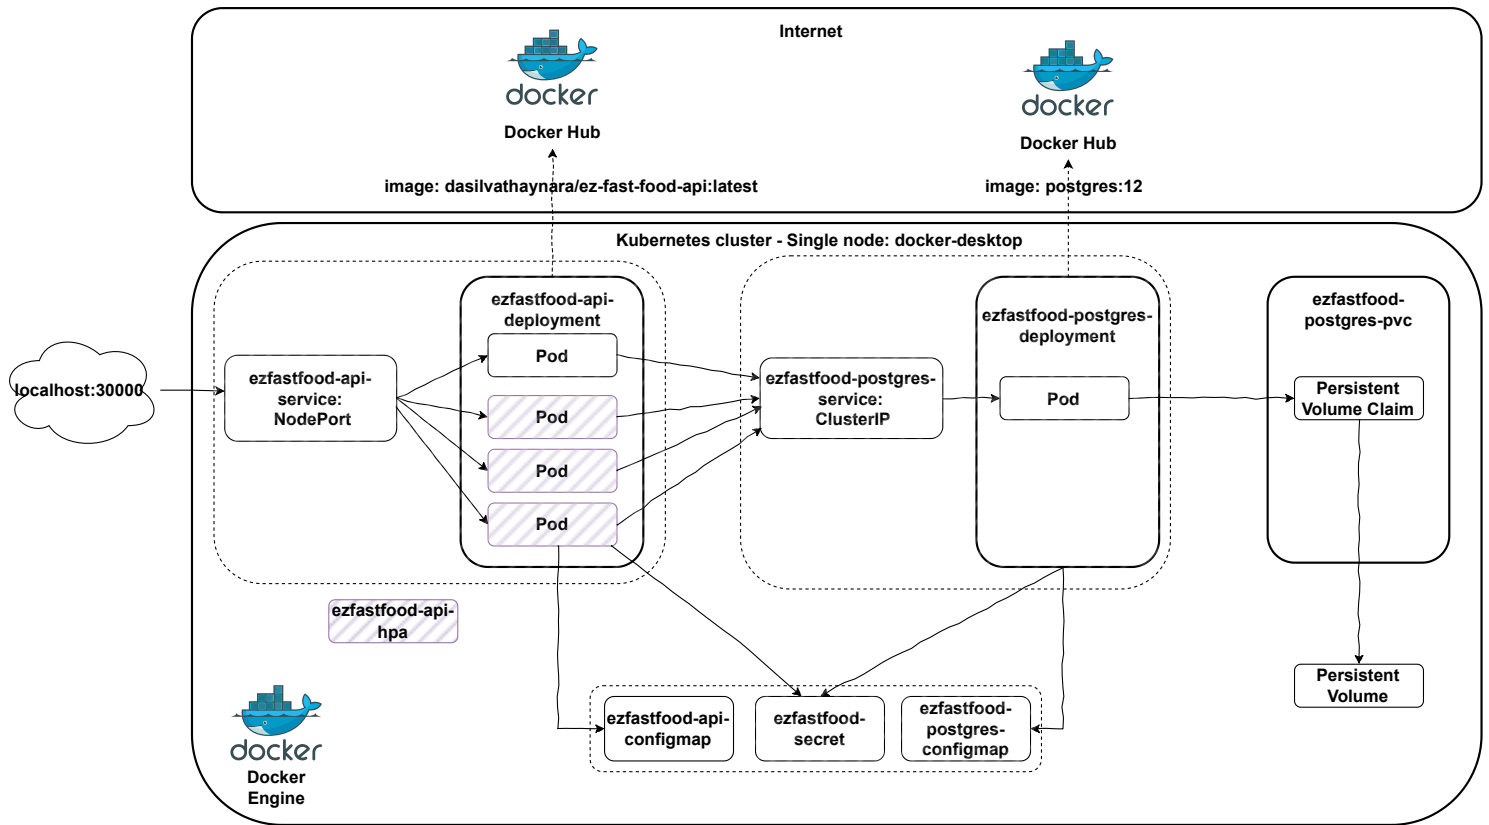 Internet
docker
Docker Hub
image: dasilvathaynara/ez-fast-food-api:latest
docker
Docker Hub
image: postgres:12
Kubernetes cluster - Single node: docker-desktop
localhost:30000
ezfastfood-api-
service:
NodePort
ezfastfood-api-
deployment
Pod
Pod
Pod
Pod
ezfastfood-postgres-
service:
ClusterIP
ezfastfood-postgres-
deployment
Pod
ezfastfood-
postgres-pvc
Persistent
Volume Claim
Persistent
Volume
ezfastfood-api-
hpa
ezfastfood-api-
configmap
ezfastfood-
secret
ezfastfood-
postgres-
configmap
docker
Docker
Engine